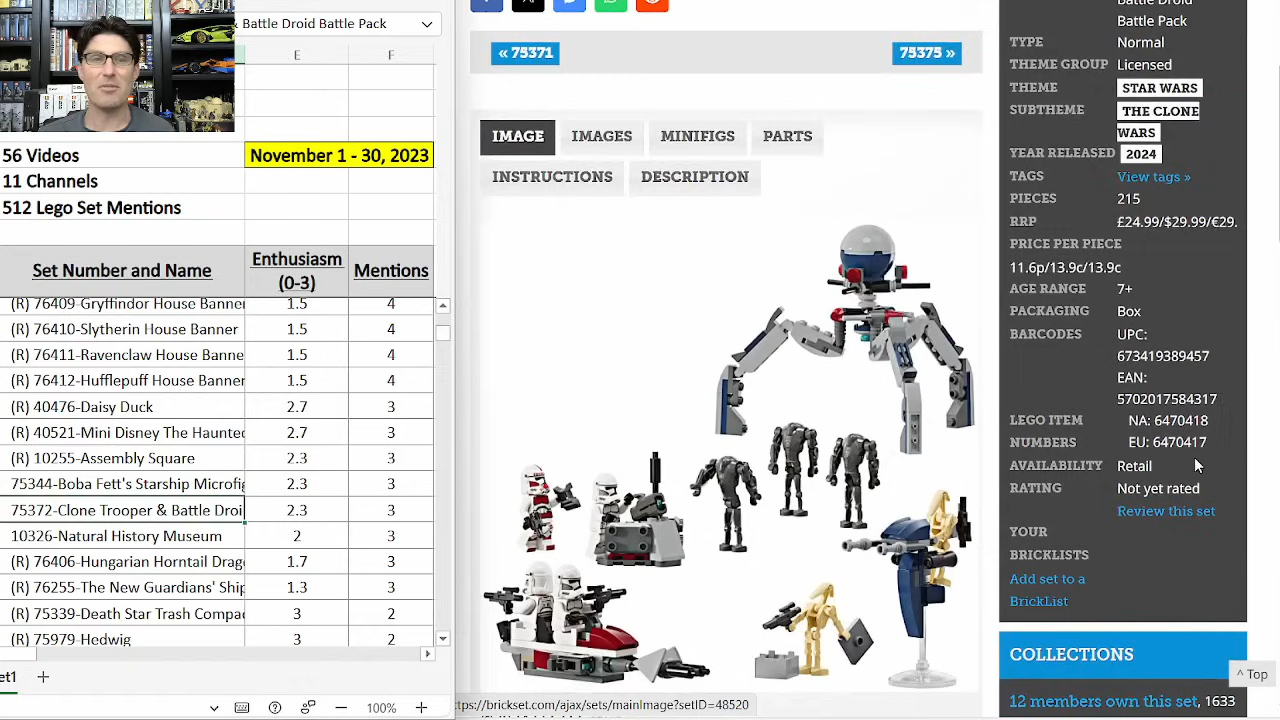 Battle Droid Battle Pack
E
F
56 Videos
November 1 - 30, 2023
11 Channels
512 Lego Set Mentions
Set Number and Name
Enthusiasm
(0-3)
Mentions
(R) 76409-Gryffindor House Banner
1.5
4
(R) 76410-Slytherin House Banner
1.5
4
(R) 76411-Ravenclaw House Banne
1.5
4
(R) 76412-Hufflepuff House Banner
1.5
4
(R) 40476-Daisy Duck
2.7
3
(R) 40521-Mini Disney The Haunted
2.7
3
(R) 10255-Assembly Square
2.3
3
75344-Boba Fett's Starship Microfig
2.3
3
75372-Clone Trooper & Battle Droi
2.3
3
10326-Natural History Museum
2
3
(R) 76406-Hungarian Horntail Drag
1.7
3
(R) 76255-The New Guardians' Ship
1.3
3
(R) 75339-Death Star Trash Compac
3
2
(R) 75979-Hedwig
3
2
et1
100%
« 75371
75375 »
IMAGE
IMAGES
MINIFIGS
PARTS
INSTRUCTIONS
DESCRIPTION
ttps://brickset.com/ajax/sets/mainImage?setID=48520
Battle Droid
Battle Pack
TYPE
Normal
THEME GROUP
Licensed
THEME
STAR WARS
SUBTHEME
THE CLONE
WARS
YEAR RELEASED
2024
TAGS
View tags »
PIECES
215
RRP
£24.99/$29.99/€29.
PRICE PER PIECE
11.6p/13.9c/13.9c
AGE RANGE
7+
PACKAGING
Box
BARCODES
UPC:
673419389457
EAN:
5702017584317
LEGO ITEM
NUMBERS
NA: 6470418
EU: 6470417
AVAILABILITY
Retail
RATING
Not yet rated
Review this set
YOUR
BRICKLISTS
Add set to a
BrickList
COLLECTIONS
^ Top
12 members own this set, 1633